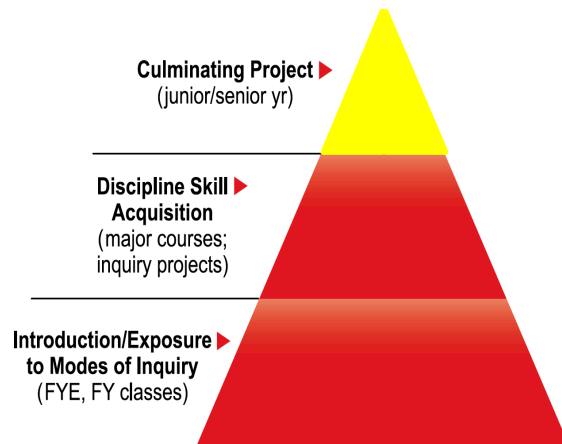 Culminating Project
(junior/senior yr)
Discipline Skill
Acquisition
(major courses;
inquiry projects)
Introduction/Exposure
to Modes of Inquiry
(FYE, FY classes)